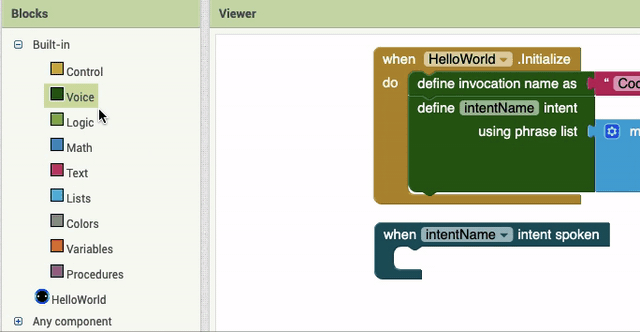 Blocks
Built-in
Control
Voice
Logic
Math
Text
Lists
Colors
Variables
Procedures
HelloWorld
Any component
Viewer
when HelloWorld .Initialize
do define invocation name as “ Coo
define intentName intent
using phrase list m
when intentName intent spoken